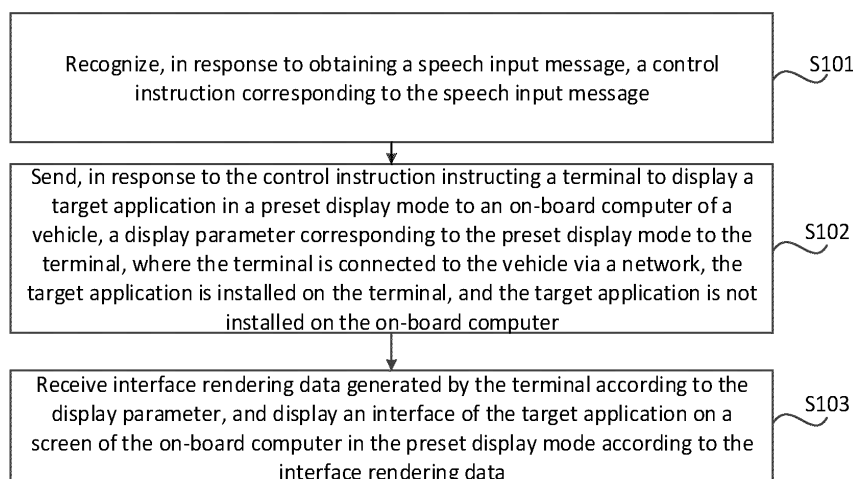 Recognize, in response to obtaining a speech input message, a control
instruction corresponding to the speech input message
S101
Send, in response to the control instruction instructing a terminal to display a
target application in a preset display mode to an on-board computer of a
vehicle, a display parameter corresponding to the preset display mode to the
terminal, where the terminal is connected to the vehicle via a network, the
target application is installed on the terminal, and the target application is not
installed on the on-board computer
S102
Receive interface rendering data generated by the terminal according to the
display parameter, and display an interface of the target application on a
screen of the on-board computer in the preset display mode according to the
interface rendering data
S103